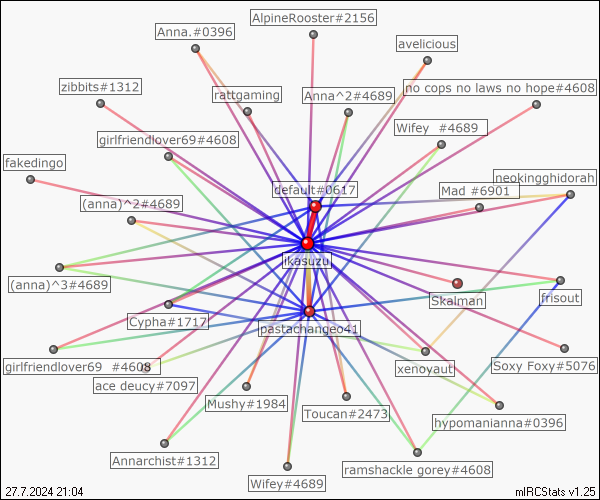 AlpineRooster#2156
Anna.#0396
avelicious
zibbits#1312
rattgaming
Anna^2#4689
no cops no laws no hope#4608
girlfriendlover69#4608
Wifey  #4689
fakedingo
default#0617
neokingghidorah
(anna)^2#4689
Mad #6901
ikasuzu
(anna)^3#4689
Skalman
frisout
Cypha#1717
pastachangeo41
girlfriendlover69  #4608
xenoyaut
Soxy Foxy#5076
ace deucy#7097
Mushy#1984
Toucan#2473
hypomanianna#0396
Annarchist#1312
ramshackle gorey#4608
Wifey#4689
27.7.2024 21:04
mIRCStats v1.25